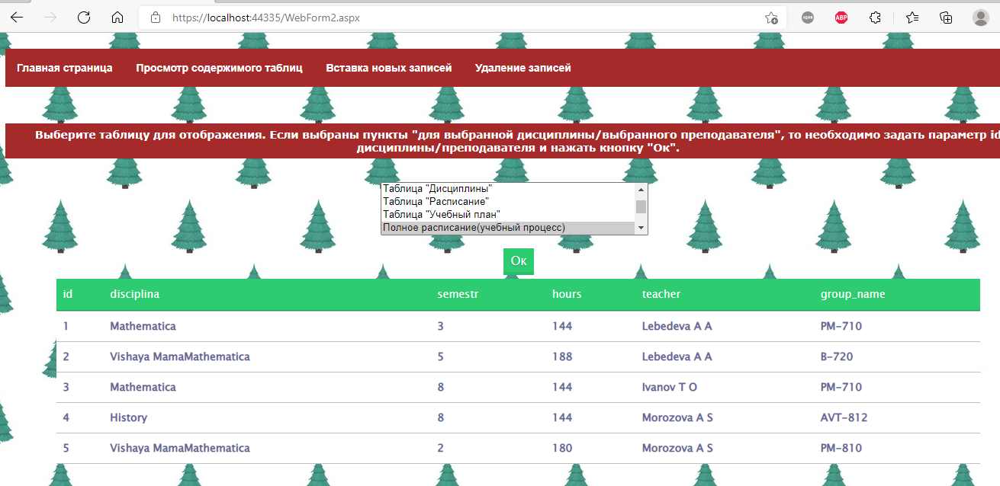 https://localhost:44335/WebForm2.aspx
IQHR
ABP
Главная страница Просмотр содержимого таблиц Вставка новых записей Удаление записей
Выберите таблицу для отображения. Если выбраны пункты "для выбранной дисциплины/выбранного преподавателя", то необходимо задать параметр id
дисциплины/преподавателя и нажать кнопку "Ок".
Таблица "Дисциплины"
Таблица "Расписание"
Таблица "Учебный план"
Полное расписание(учебный процесс)
Ок
id disciplina semestr hours teacher group_name
1 Mathematica 3 144 Lebedeva A A PM-710
2 Vishaya MamaMathematica 5 188 Lebedeva A A B-720
3 Mathematica 8 144 Ivanov T O PM-710
4 History 8 144 Morozova A S AVT-812
5 Vishaya MamaMathematica 2 180 Morozova A S PM-810